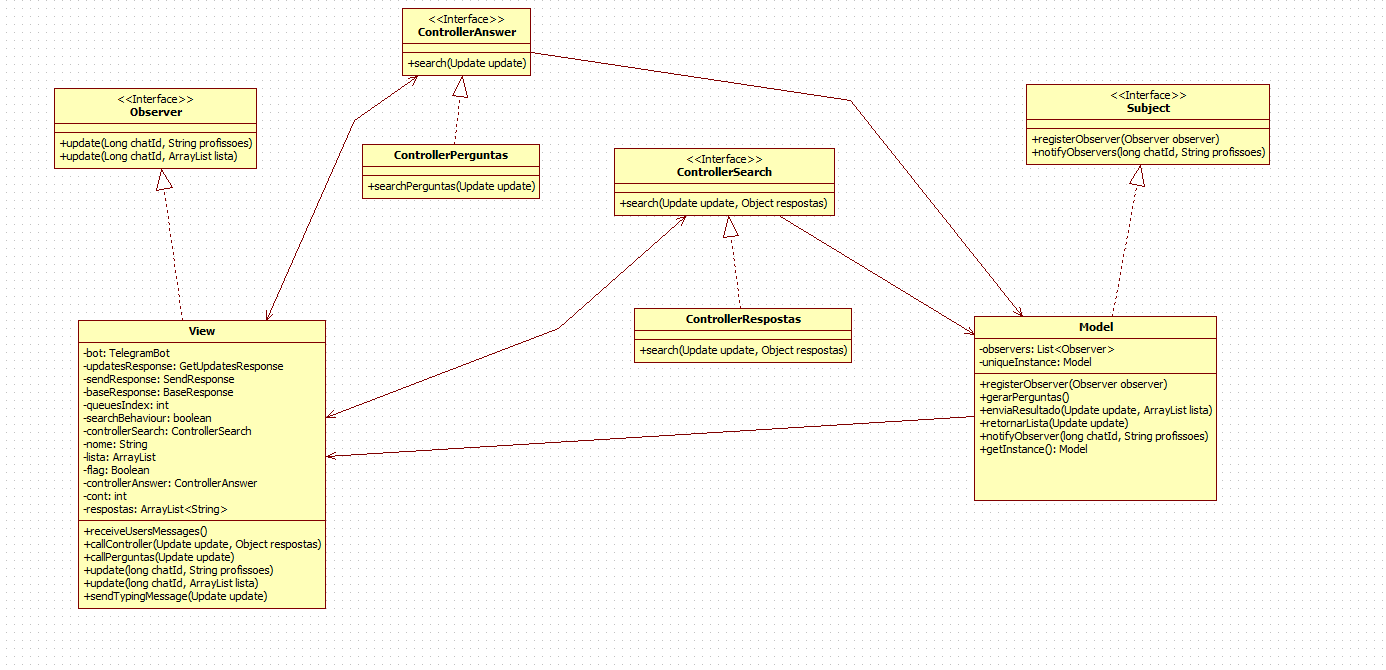 <<Interface>>
ControllerAnswer
+search(Update update)
<<Interface>>
Observer
+update(Long chatId, String profissoes)
+update(Long chatId, ArrayList lista)
<<Interface>>
Subject
+registerObserver(Observer observer)
+notifyObservers(long chatId, String profissoes)
ControllerPerguntas
+searchPerguntas(Update update)
<<Interface>>
ControllerSearch
+search(Update update, Object respostas)
ControllerRespostas
+search(Update update, Object respostas)
View
-bot: TelegramBot
-updatesResponse: GetUpdatesResponse
-sendResponse: SendResponse
-baseResponse: BaseResponse
-queuesIndex: int
-searchBehaviour: boolean
-controllerSearch: ControllerSearch
-nome: String
-lista: ArrayList
-flag: Boolean
-controllerAnswer: ControllerAnswer
-cont: int
-respostas: ArrayList<String>
+receiveUsersMessages()
+callController(Update update, Object respostas)
+callPerguntas(Update update)
+update(long chatId, String profissoes)
+update(long chatId, ArrayList lista)
+sendTypingMessage(Update update)
Model
-observers: List<Observer>
-uniqueInstance: Model
+registerObserver(Observer observer)
+gerarPerguntas()
+enviaResultado(Update update, ArrayList lista)
+retornarLista(Update update)
+notifyObserver(long chatId, String profissoes)
+getInstance(): Model